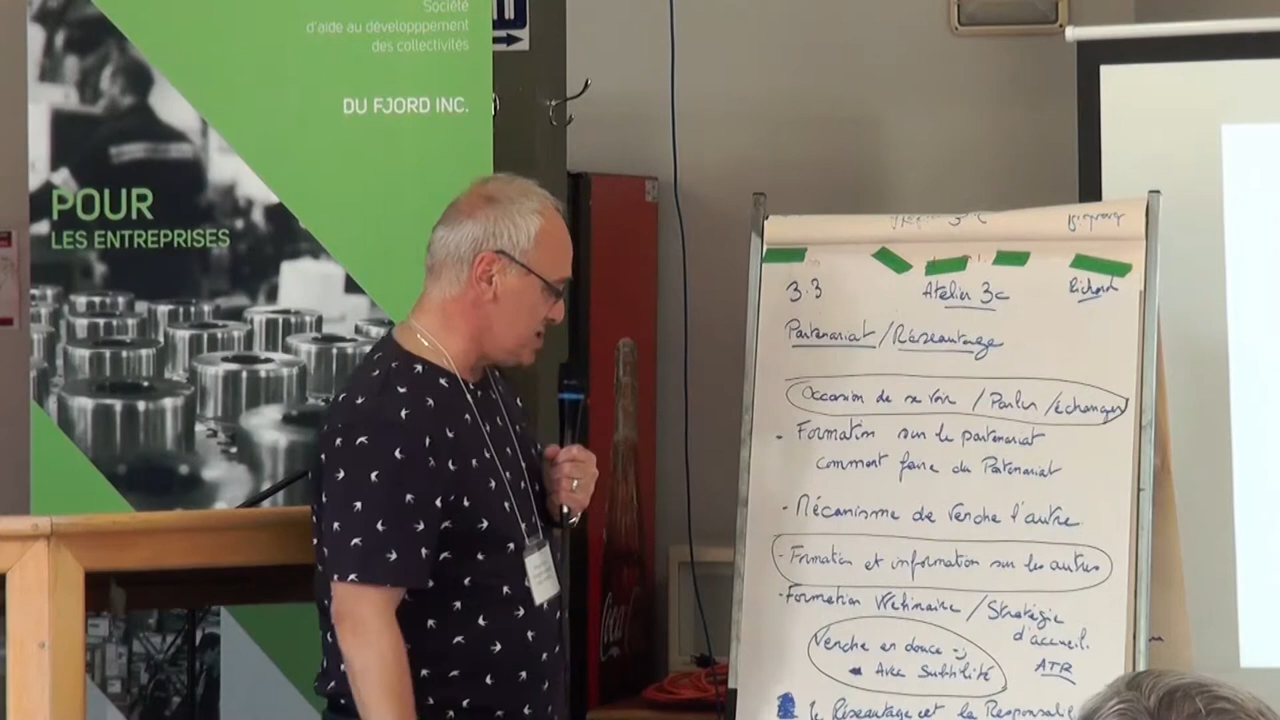 Société
d'aide au développpement
des collectivités
DU FJORD INC.
POUR
LES ENTREPRISES
3.3 Atelier 3c Richard
Partenariat / Réseautage
Occasion de se voir / Parler / échanger
- Formation sur le partenariat
comment faire du Partenariat
- Mécanisme de Vendre l'autre
- Formation et information sur les autres
- Formation Webinaire / Stratégie
d'accueil.
ATR
Vendre en douce
Avec Subtilité
le Réseautage et la